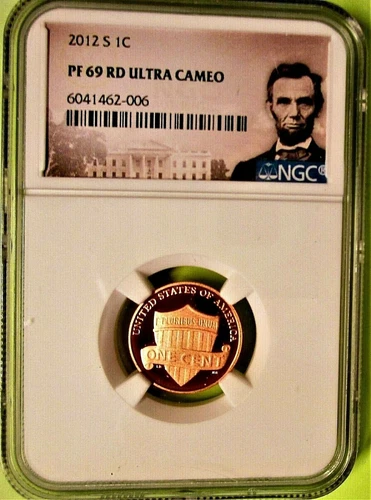 2012 S 1C
PF 69 RD ULTRA CAMEO
6041462-006
NGC®
UNITED STATES OF AMERICA
E PLURIBUS UNUM
ONE CENT